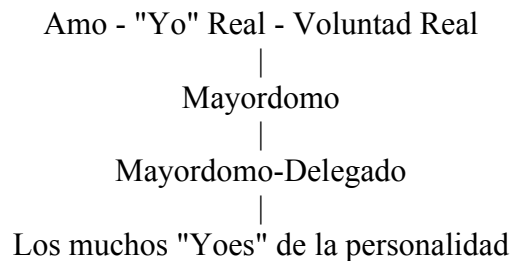 Amo - "Yo" Real - Voluntad Real
|
Mayordomo
|
Mayordomo-Delegado
|
Los muchos "Yoes" de la personalidad